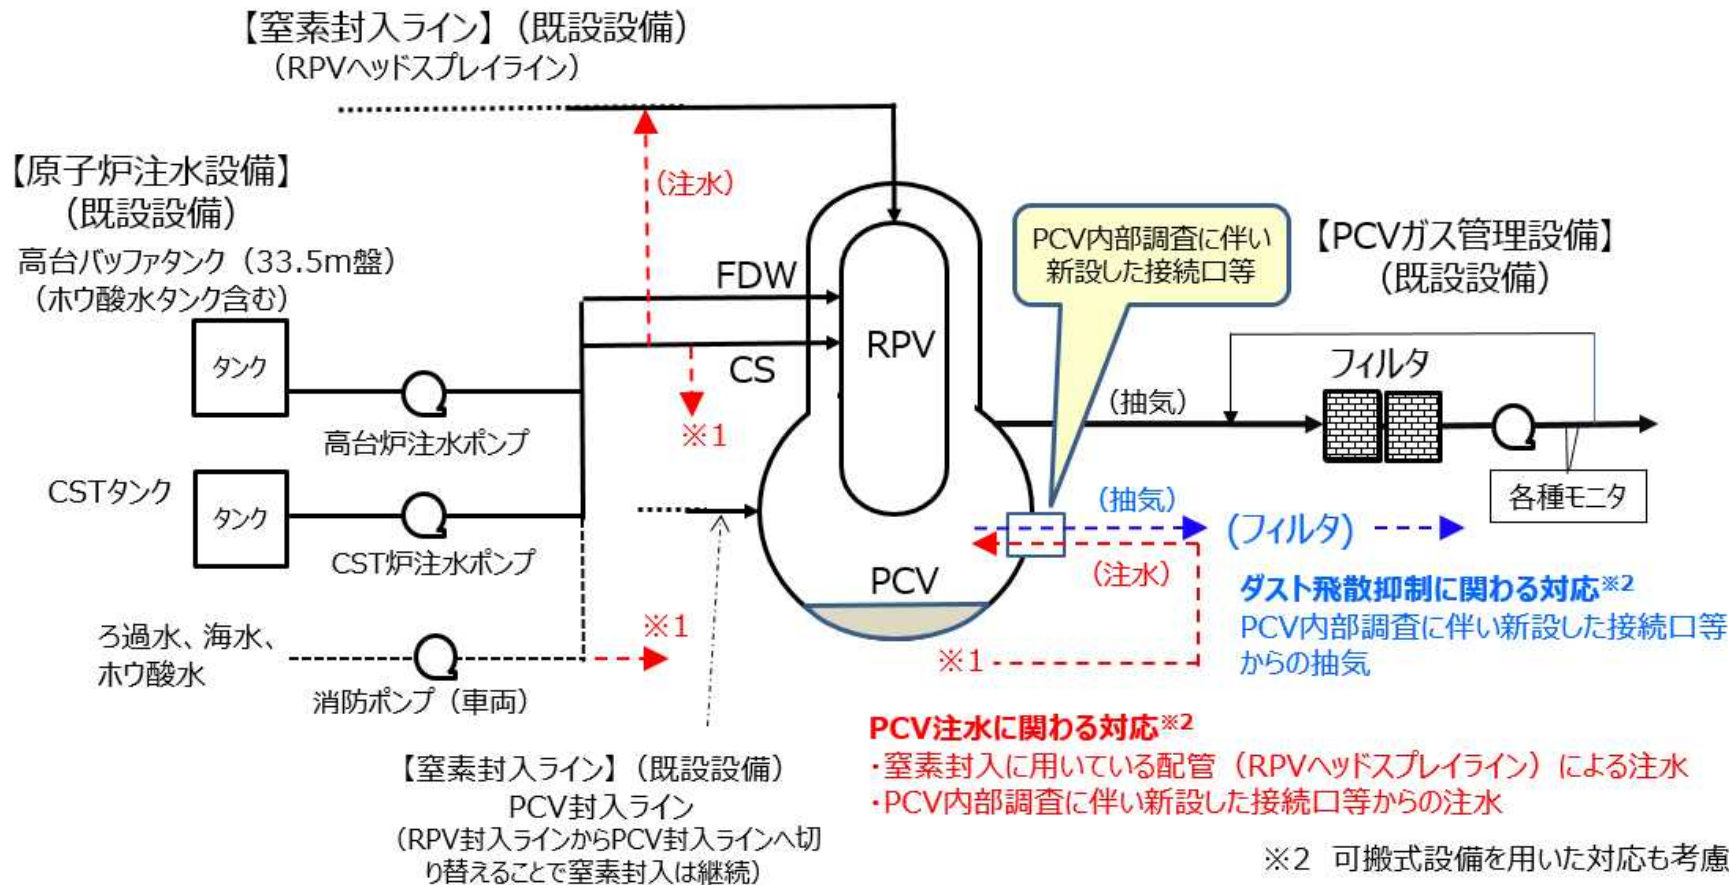 【窒素封入ライン】（既設設備）
（RPVヘッドスプレイライン）
【原子炉注水設備】
（既設設備）
高台バッファタンク（33.5m盤）
（ホウ酸水タンク含む）
（注水）
FDW
CS
RPV
PCV内部調査に伴い
新設した接続口等
【PCVガス管理設備】
（既設設備）
タンク
高台炉注水ポンプ
※1
（抽気）
フィルタ
各種モニタ
CSTタンク
タンク
CST炉注水ポンプ
（抽気）
(フィルタ)
（注水）
PCV
ろ過水、海水、
ホウ酸水
消防ポンプ（車両）
※1
※1
ダスト飛散抑制に関わる対応※2
PCV内部調査に伴い新設した接続口等
からの抽気
PCV注水に関わる対応※2
・窒素封入に用いている配管（RPVヘッドスプレイライン）による注水
・PCV内部調査に伴い新設した接続口等からの注水
【窒素封入ライン】（既設設備）
PCV封入ライン
（RPV封入ラインからPCV封入ラインへ切
り替えることで窒素封入は継続）
※2 可搬式設備を用いた対応も考慮